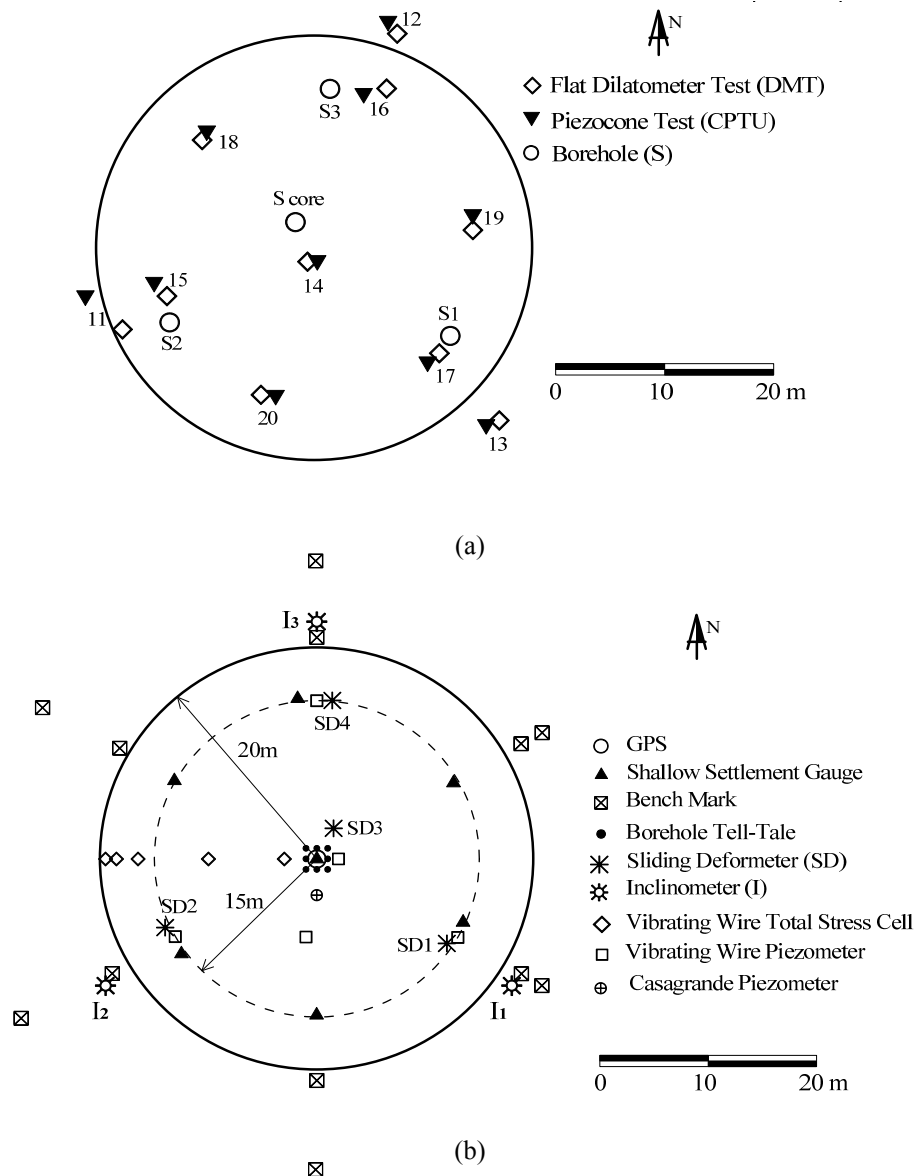 12
N
S3
16
Flat Dilatometer Test (DMT)
Piezocone Test (CPTU)
Borehole (S)
18
S core
19
14
15
11
S2
S1
17
20
13
0 10 20 m
(a)
I3
N
SD4
20m
GPS
Shallow Settlement Gauge
Bench Mark
Borehole Tell-Tale
Sliding Deformeter (SD)
Inclinometer (I)
Vibrating Wire Total Stress Cell
Vibrating Wire Piezometer
Casagrande Piezometer
SD3
15m
SD2
SD1
I2
I1
0 10 20 m
(b)